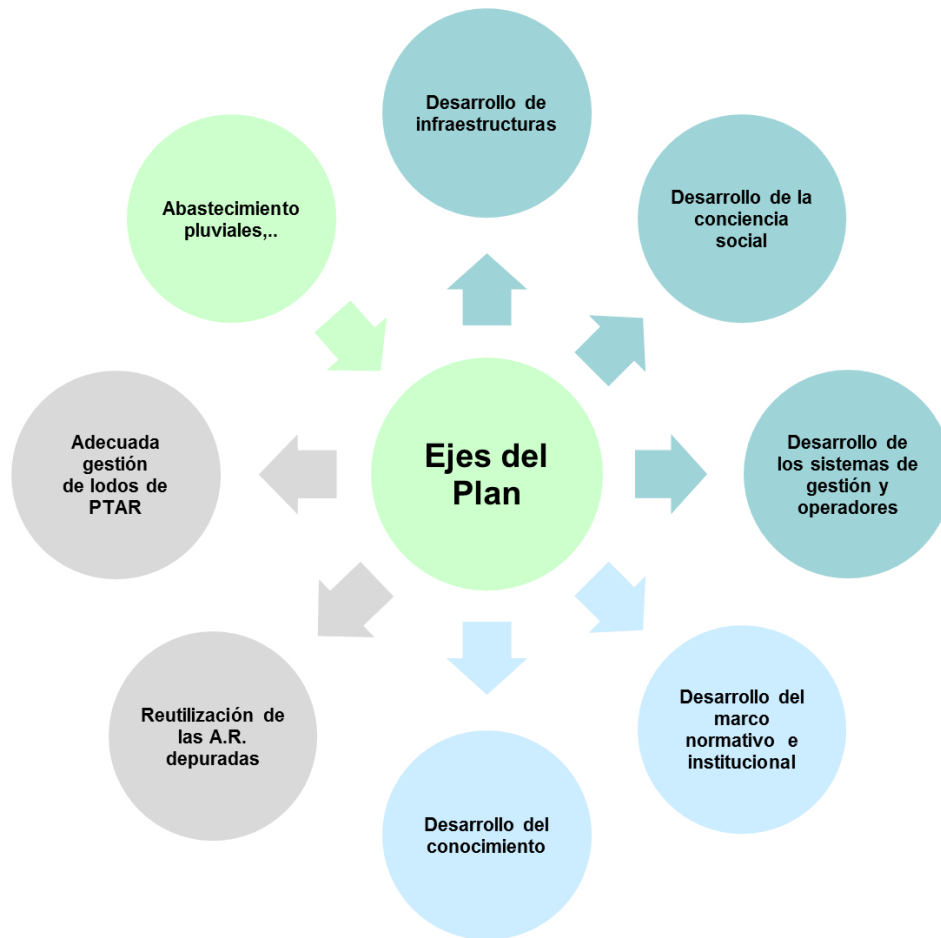 Desarrollo de
infraestructuras
Abastecimiento
pluviales,..
Desarrollo de la
conciencia
social
Adecuada
gestión
de lodos de
PTAR
Ejes del
Plan
Desarrollo de
los sistemas de
gestión y
operadores
Reutilización de
las A.R.
depuradas
Desarrollo del
marco
normativo e
institucional
Desarrollo del
conocimiento